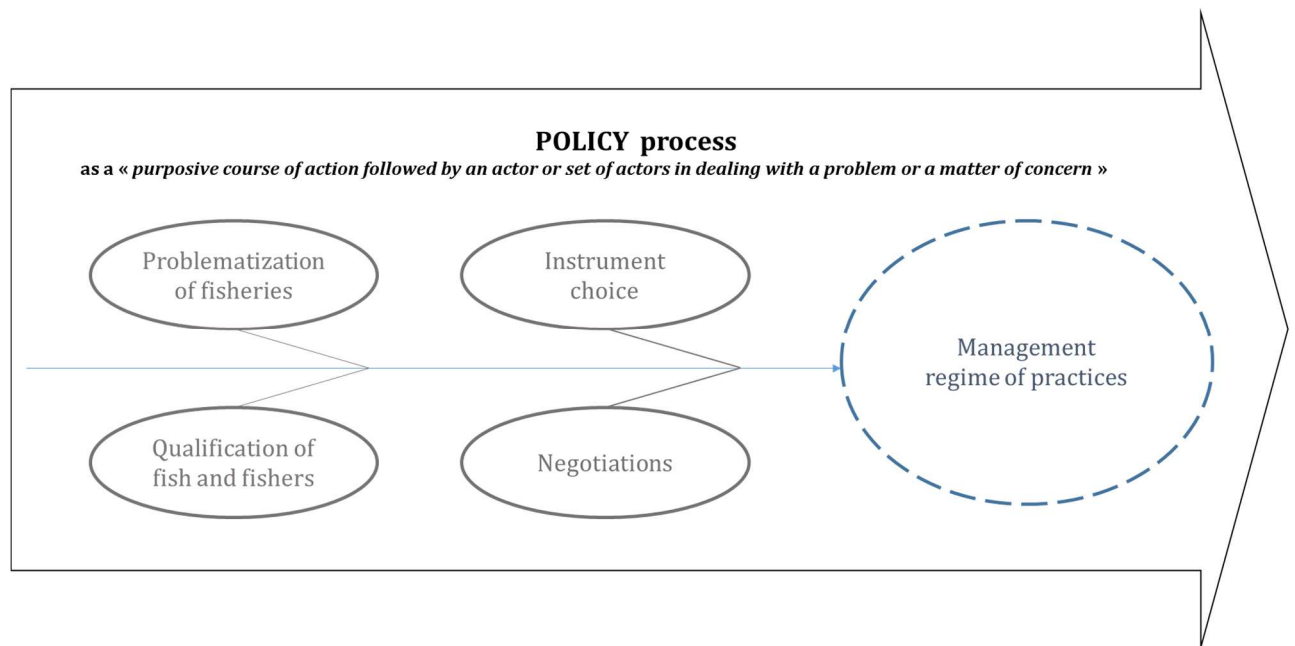 POLICY process
as a « purposive course of action followed by an actor or set of actors in dealing with a problem or a matter of concern »
Problematization
of fisheries
Instrument
choice
Management
regime of practices
Qualification of
fish and fishers
Negotiations